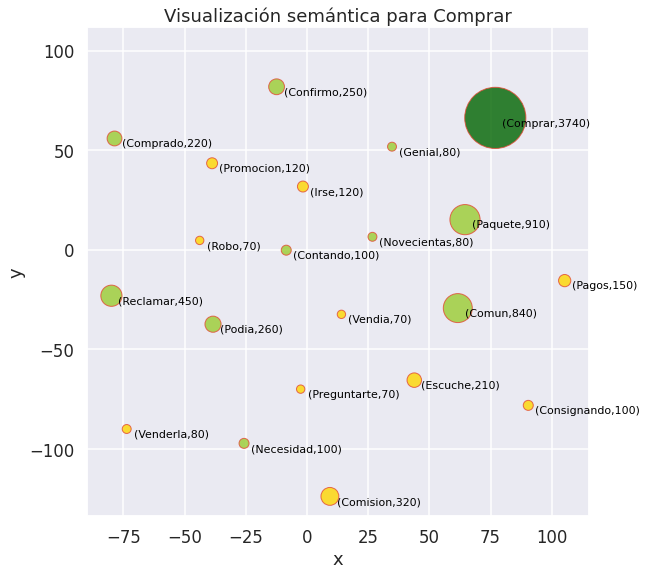 Visualización semántica para Comprar
100
(Confirmo,250)
(Comprar,3740)
(Comprado,220)
50
(Genial,80)
(Promocion,120)
(Irse,120)
(Paquete,910)
(Robo,70)
(Novecientas,80)
0
(Contando,100)
y
(Pagos,150)
(Reclamar,450)
(Comun,840)
(Podia,260)
(Vendia,70)
−50
(Escuche,210)
(Preguntarte,70)
(Consignando,100)
(Venderla,80)
−100
(Necesidad,100)
(Comision,320)
−75 −50 −25 0 25 50 75 100
x